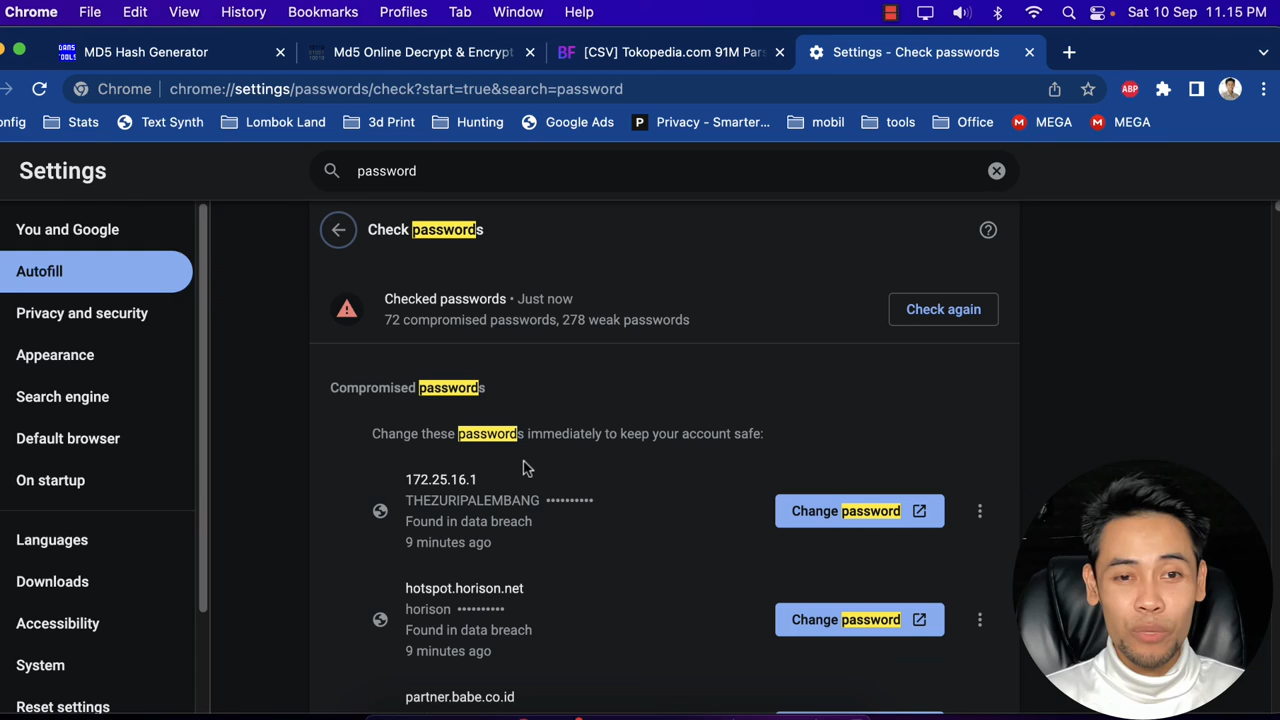 Chrome File Edit View History Bookmarks Profiles Tab Window Help Sat 10 Sep 11.15 PM
DANS TOOLS MD5 Hash Generator Md5 Online Decrypt & Encrypt BF [CSV] Tokopedia.com 91M Par Settings - Check passwords
Chrome chrome://settings/passwords/check?start=true&search=password ABP
onfig Stats Text Synth Lombok Land 3d Print Hunting Google Ads P Privacy - Smarter... mobil tools Office M MEGA M MEGA
Settings
password
You and Google
Autofill
Privacy and security
Appearance
Search engine
Default browser
On startup
Languages
Downloads
Accessibility
System
Reset settings
Check passwords
Checked passwords • Just now
72 compromised passwords, 278 weak passwords
Check again
Compromised passwords
Change these passwords immediately to keep your account safe:
172.25.16.1
THEZURIPALEMBANG ••••••••••
Found in data breach
9 minutes ago
Change password
hotspot.horison.net
horison ••••••••••
Found in data breach
9 minutes ago
Change password
partner.babe.co.id